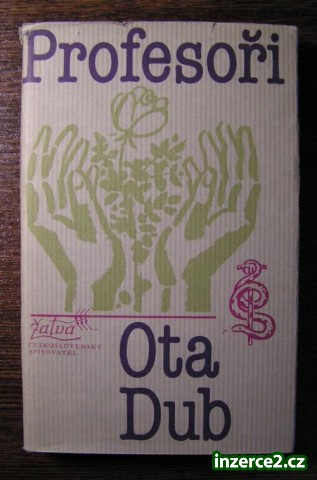 Profesoři
Žatva
ČESKOSLOVENSKÝ
SPISOVATEL
Ota
Dub
inzerce2.cz